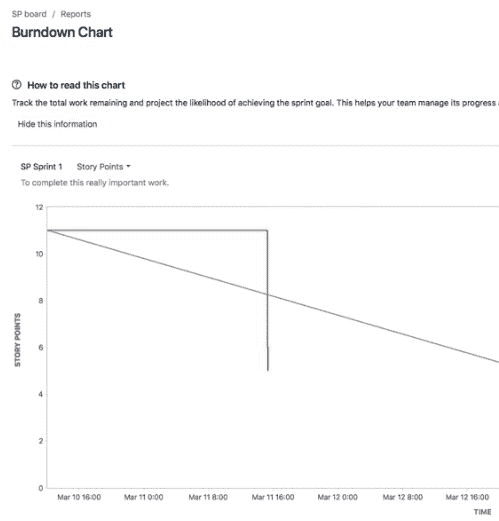 SP board / Reports
Burndown Chart
How to read this chart
Track the total work remaining and project the likelihood of achieving the sprint goal. This helps your team manage its progress
Hide this information
SP Sprint 1 Story Points
To complete this really important work.
12
10
8
6
4
2
0
STORY POINTS
Mar 10 16:00 Mar 11 0:00 Mar 11 8:00 Mar 11 16:00 Mar 12 0:00 Mar 12 8:00 Mar 12 16:00
TIME